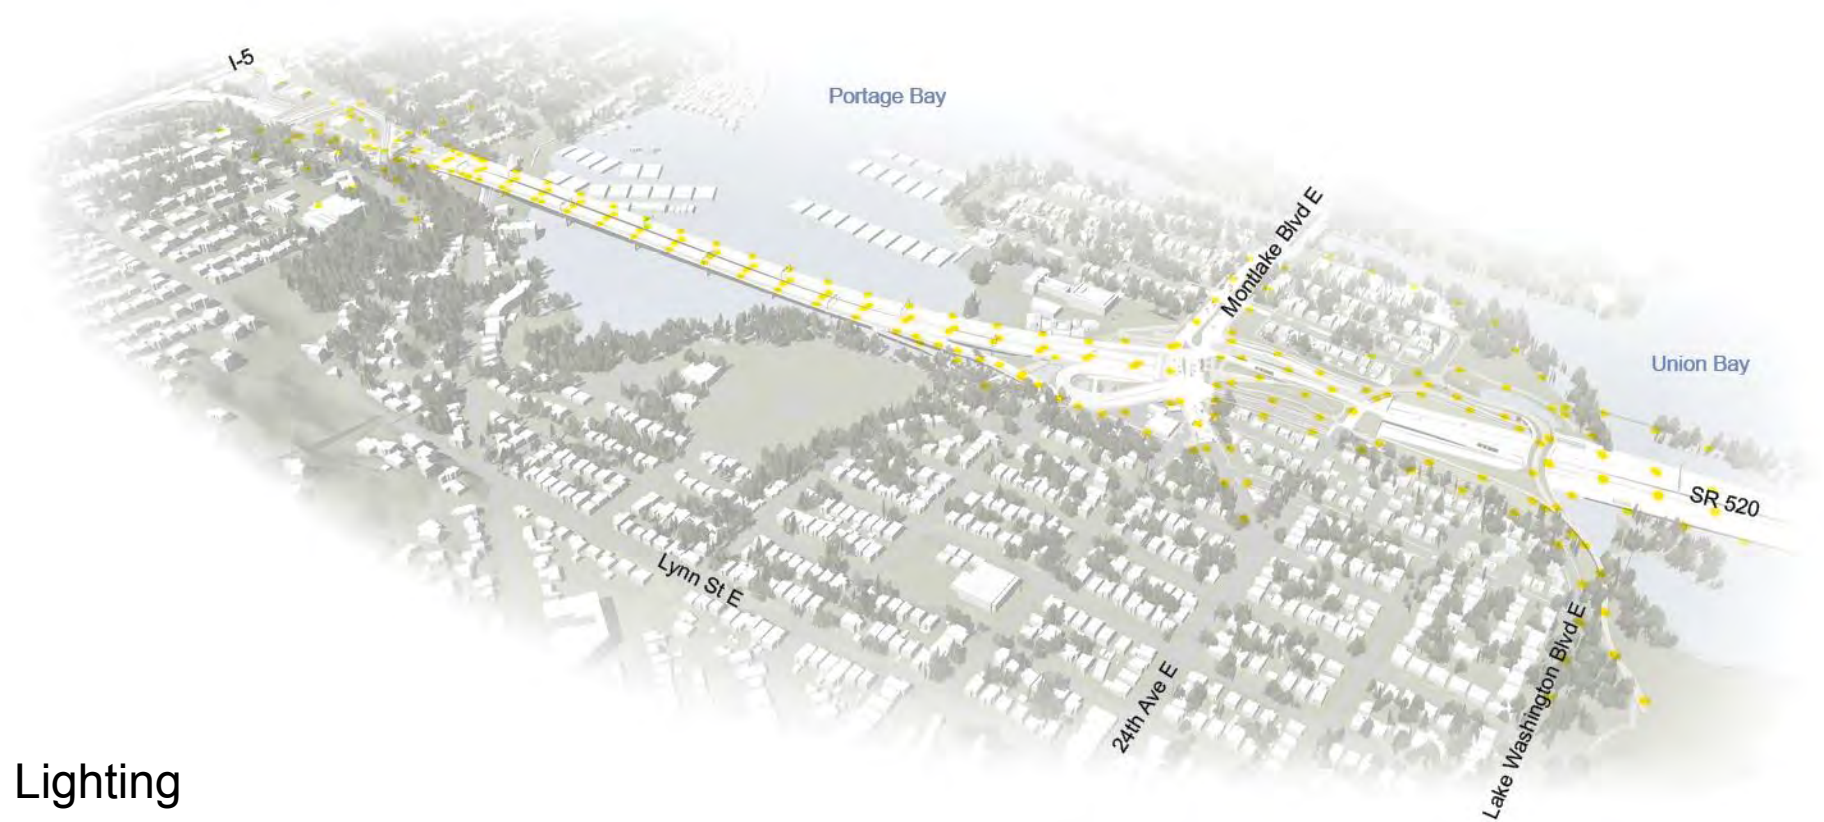 I-5
Portage Bay
Montlake Blvd E
Union Bay
SR 520
Lynn St E
24th Ave E
Lake Washington Blvd E
Lighting